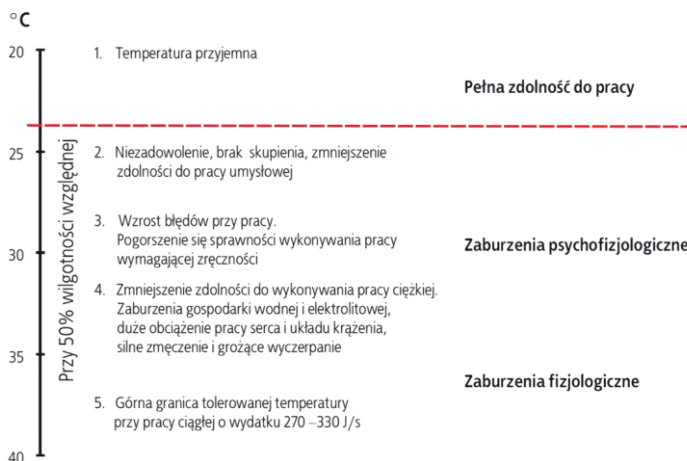 °C
20
1. Temperatura przyjemna
Pełna zdolność do pracy
25
Przy 50% wilgotności względnej
2. Niezadowolenie, brak skupienia, zmniejszenie
zdolności do pracy umysłowej
3. Wzrost błędów przy pracy.
Pogorszenie się sprawności wykonywania pracy
wymagającej zręczności
30
Zaburzenia psychofizjologiczne
4. Zmniejszenie zdolności do wykonywania pracy ciężkiej.
Zaburzenia gospodarki wodnej i elektrolitowej,
duże obciążenie pracy serca i układu krążenia,
silne zmęczenie i grożące wyczerpanie
35
Zaburzenia fizjologiczne
5. Górna granica tolerowanej temperatury
przy pracy ciągłej o wydatku 270 –330 J/s
40